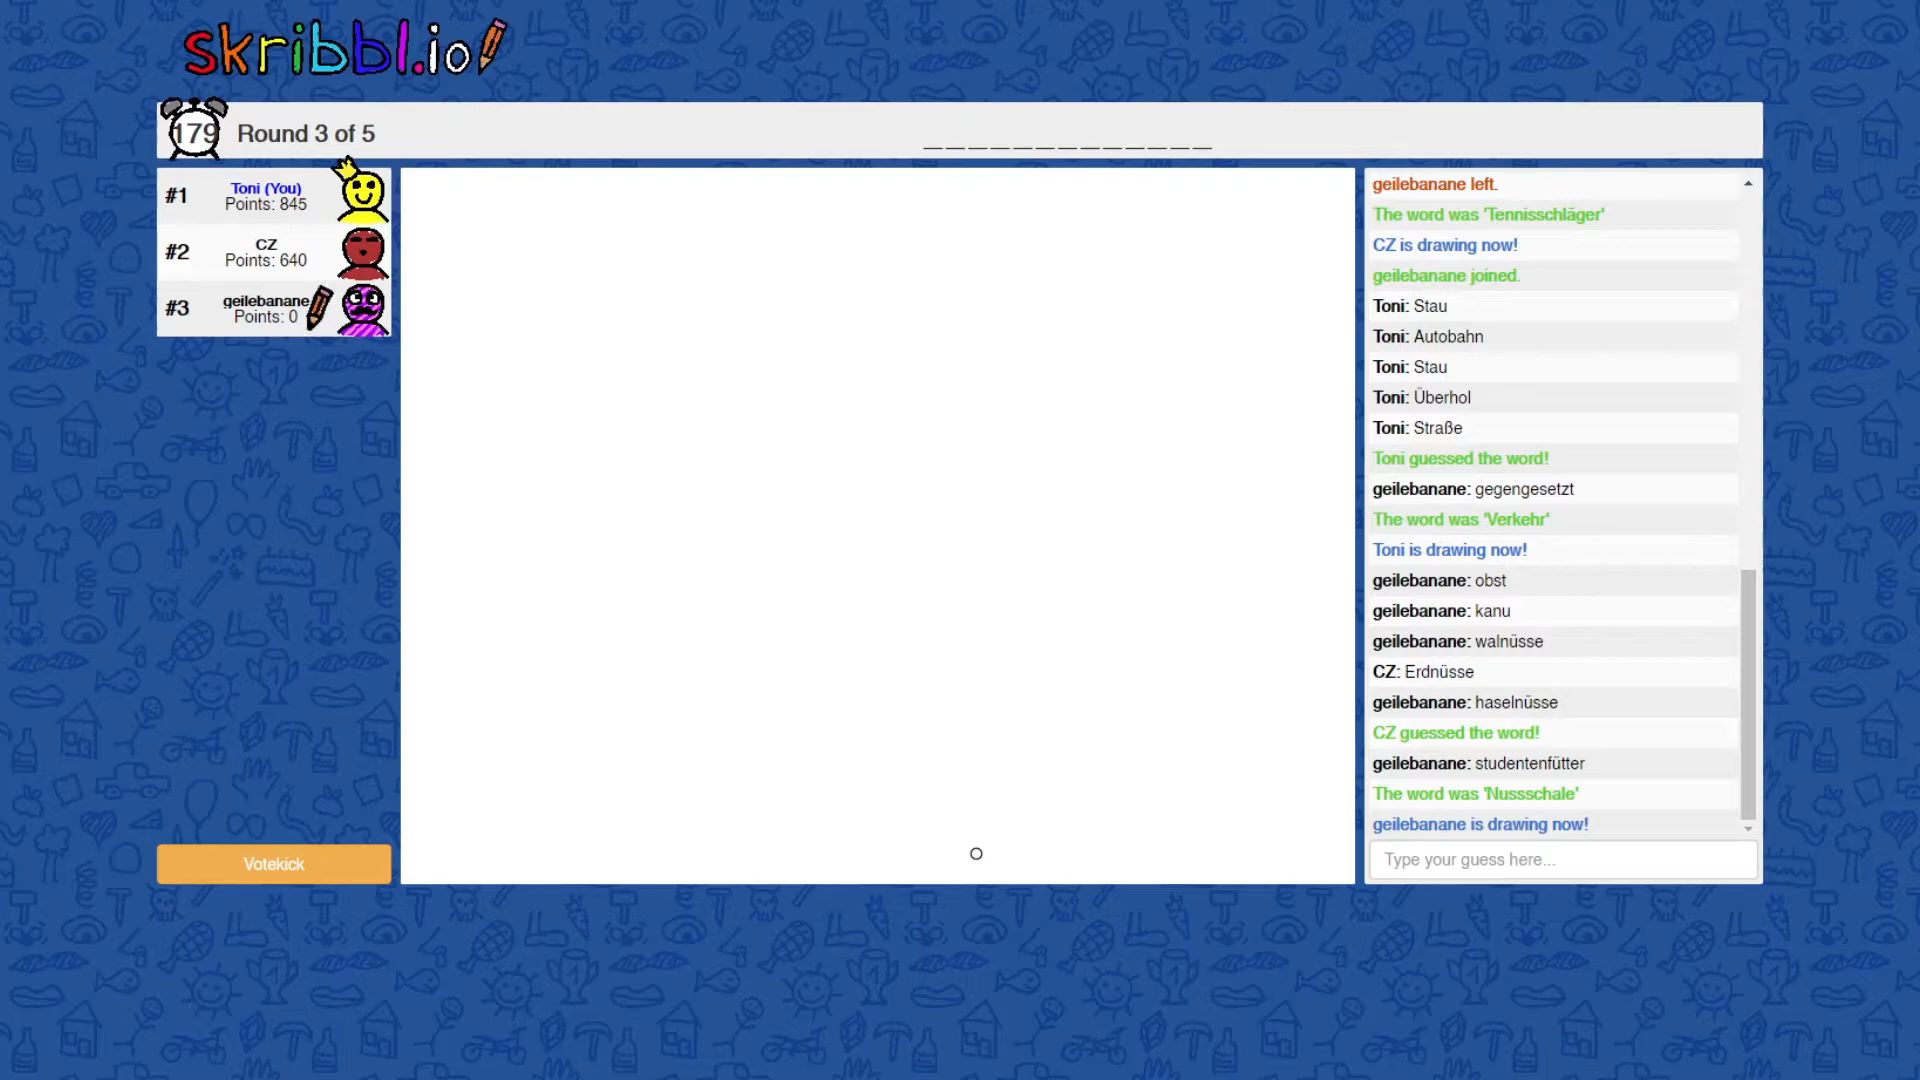 skribbl.io
179
Round 3 of 5
_ _ _ _ _ _ _ _ _ _ _ _ _
#1
Toni (You)
Points: 845
#2
CZ
Points: 640
#3
geilebanane
Points: 0
Votekick
geilebanane left.
The word was 'Tennisschläger'
CZ is drawing now!
geilebanane joined.
Toni: Stau
Toni: Autobahn
Toni: Stau
Toni: Überhol
Toni: Straße
Toni guessed the word!
geilebanane: gegengesetzt
The word was 'Verkehr'
Toni is drawing now!
geilebanane: obst
geilebanane: kanu
geilebanane: walnüsse
CZ: Erdnüsse
geilebanane: haselnüsse
CZ guessed the word!
geilebanane: studentenfütter
The word was 'Nussschale'
geilebanane is drawing now!
Type your guess here...